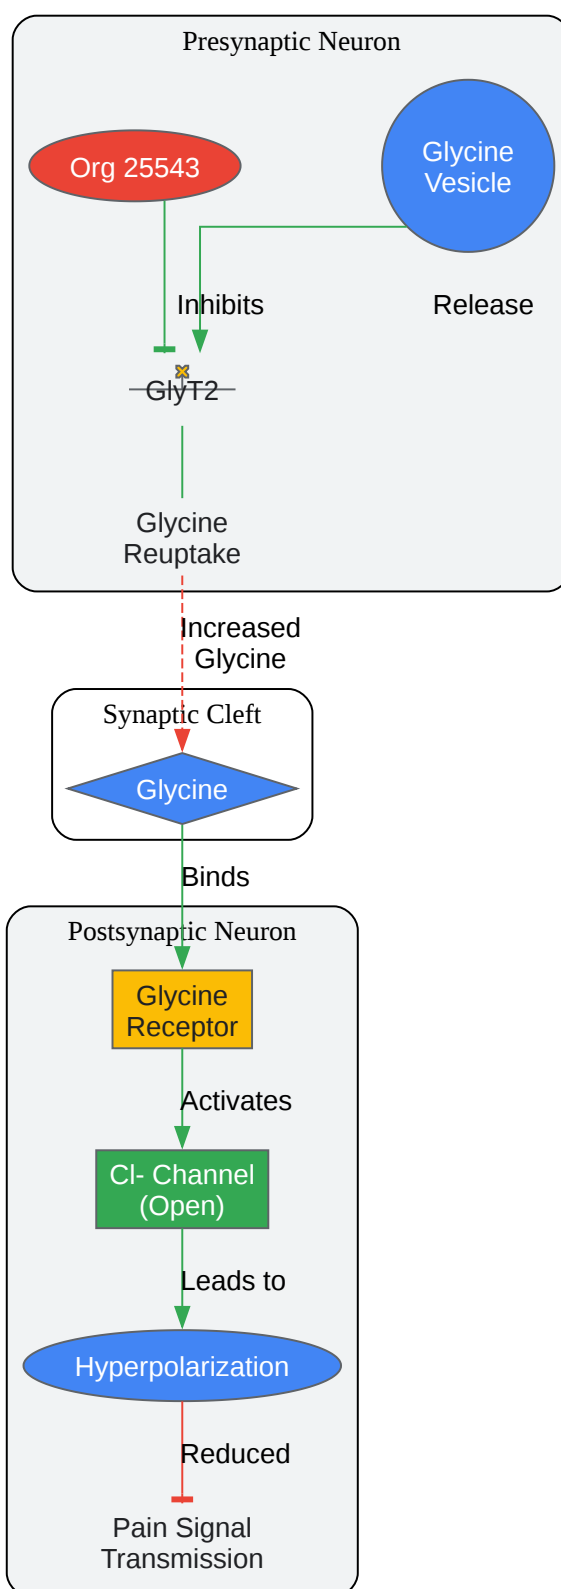 Presynaptic Neuron
Org 25543
Glycine
Vesicle
Inhibits
Release
GlyT2
Glycine
Reuptake
Increased
Glycine
Synaptic Cleft
Glycine
Binds
Postsynaptic Neuron
Glycine
Receptor
Activates
Cl- Channel
(Open)
Leads to
Hyperpolarization
Reduced
Pain Signal
Transmission